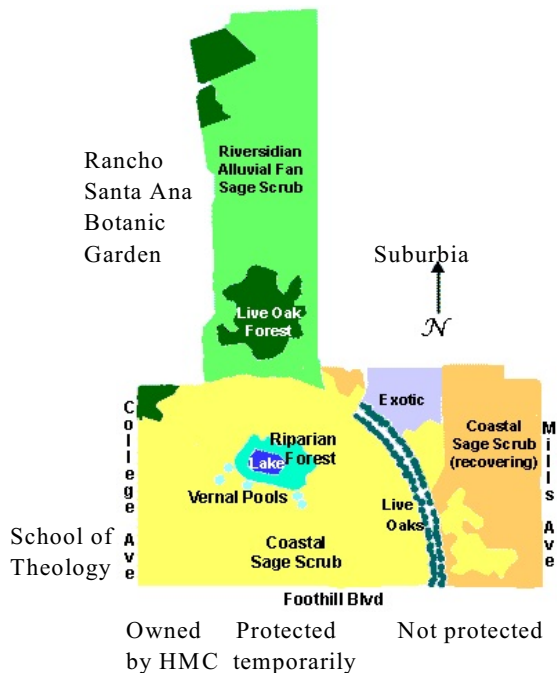 Riversidian
Alluvial Fan
Sage Scrub
Rancho
Santa Ana
Botanic
Garden
Suburbia
N
Live Oak
Forest
Exotic
College Ave
Mills Ave
Coastal
Sage Scrub
(recovering)
Riparian
Forest
Lake
Vernal Pools
Live
Oaks
School of
Theology
Coastal
Sage Scrub
Foothill Blvd
Owned
by HMC
Protected
temporarily
Not protected